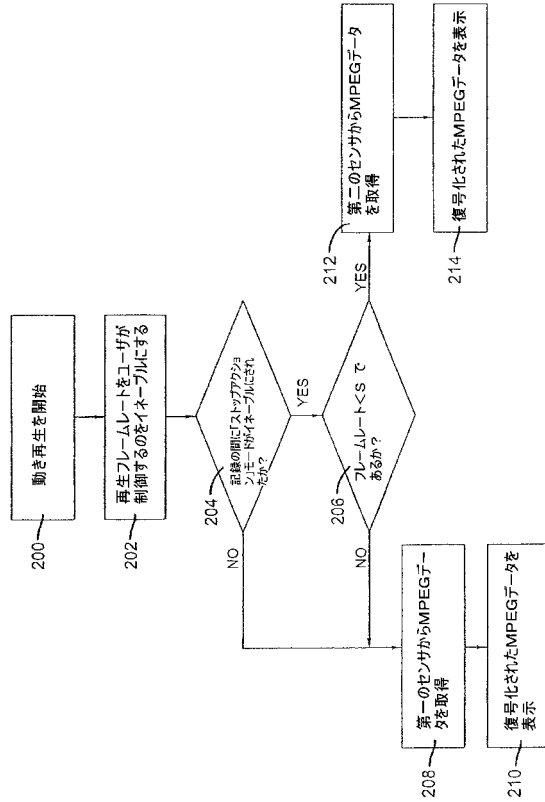 動き再生を開始
200
再生フレームレートをユーザが
制御するのをイネーブルにする
202
記録の間に「ストップアクショ
ン」モードがイネーブルにされ
たか？
204
NO
YES
フレームレート<S で
あるか？
206
NO
YES
第一のセンサからMPEGデー
タを取得
208
復号化されたMPEGデータを
表示
210
第二のセンサからMPEGデータ
を取得
212
復号化されたMPEGデータを表示
214